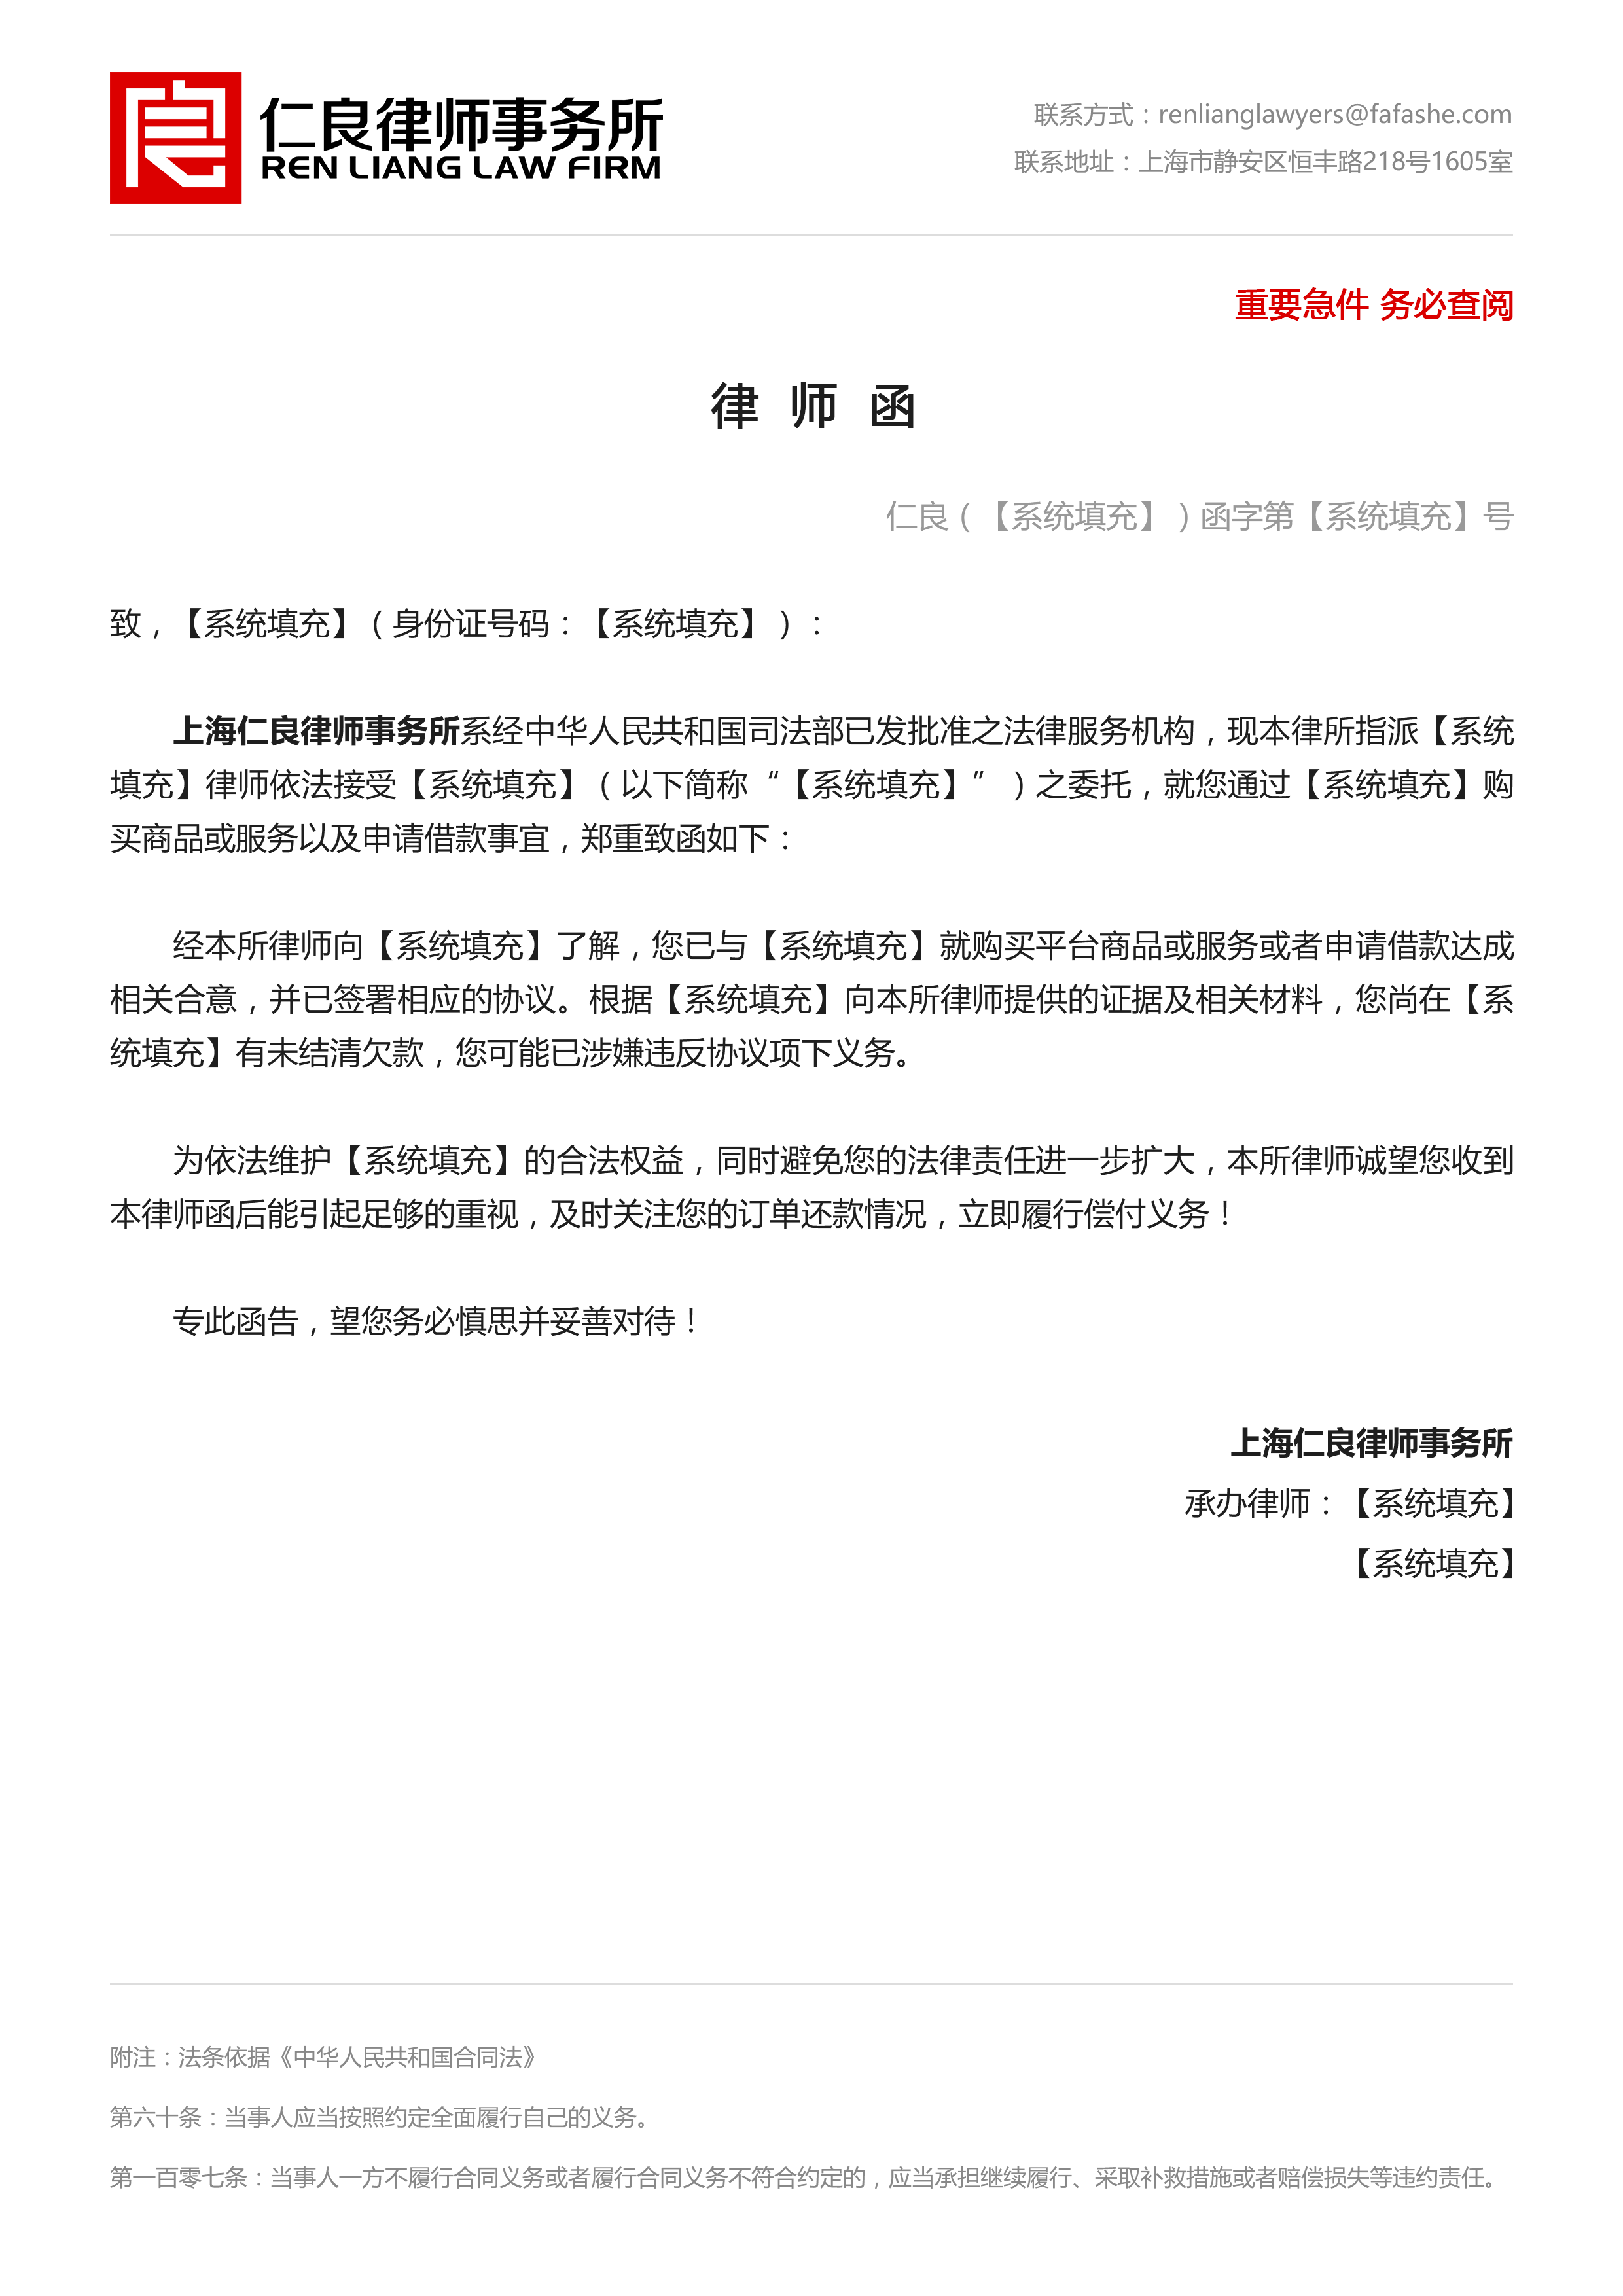 仁良律师事务所
REN LIANG LAW FIRM
联系方式：renlianglawyers@fafashe.com
联系地址：上海市静安区恒丰路218号1605室
重要急件 务必查阅
律 师 函
仁良（【系统填充】）函字第【系统填充】号
致，【系统填充】（身份证号码：【系统填充】）：
上海仁良律师事务所系经中华人民共和国司法部已发批准之法律服务机构，现本律所指派【系统
填充】律师依法接受【系统填充】（以下简称“【系统填充】”）之委托，就您通过【系统填充】购
买商品或服务以及申请借款事宜，郑重致函如下：
经本所律师向【系统填充】了解，您已与【系统填充】就购买平台商品或服务或者申请借款达成
相关合意，并已签署相应的协议。根据【系统填充】向本所律师提供的证据及相关材料，您尚在【系
统填充】有未结清欠款，您可能已涉嫌违反协议项下义务。
为依法维护【系统填充】的合法权益，同时避免您的法律责任进一步扩大，本所律师诚望您收到
本律师函后能引起足够的重视，及时关注您的订单还款情况，立即履行偿付义务！
专此函告，望您务必慎思并妥善对待！
上海仁良律师事务所
承办律师：【系统填充】
【系统填充】
附注：法条依据《中华人民共和国合同法》
第六十条：当事人应当按照约定全面履行自己的义务。
第一百零七条：当事人一方不履行合同义务或者履行合同义务不符合约定的，应当承担继续履行、采取补救措施或者赔偿损失等违约责任。